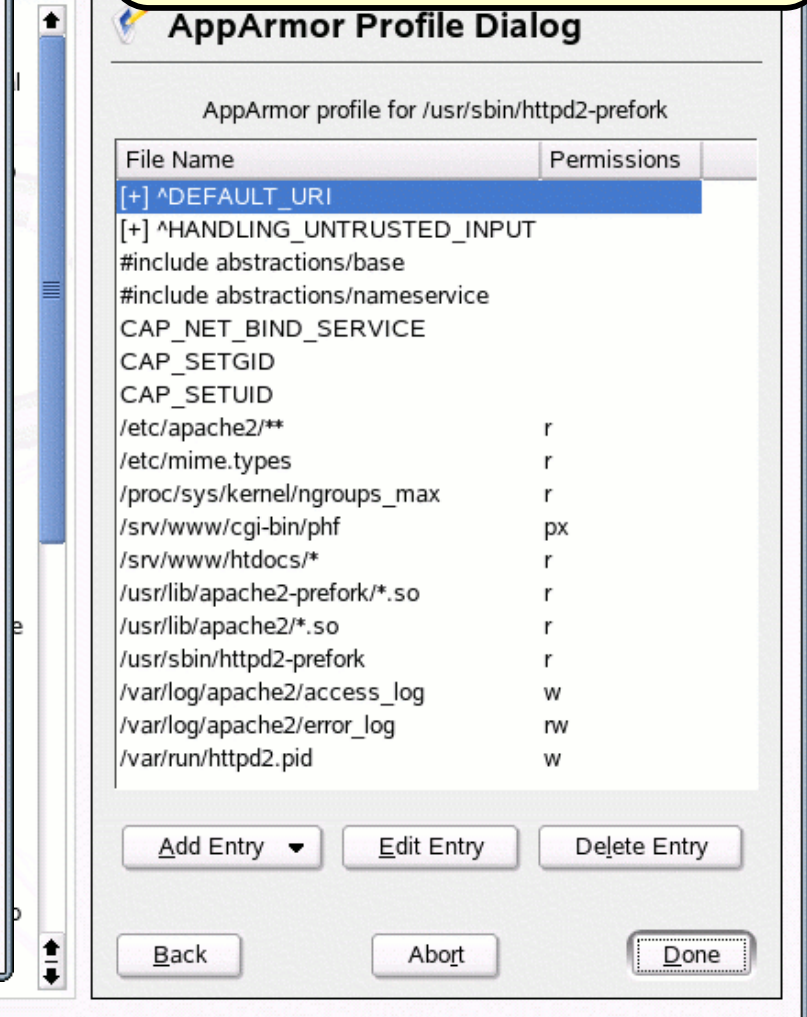 AppArmor Profile Dialog
AppArmor profile for /usr/sbin/httpd2-prefork
File Name Permissions
[+] ^DEFAULT_URI
[+] ^HANDLING_UNTRUSTED_INPUT
#include abstractions/base
#include abstractions/nameservice
CAP_NET_BIND_SERVICE
CAP_SETGID
CAP_SETUID
/etc/apache2/** r
/etc/mime.types r
/proc/sys/kernel/ngroups_max r
/srv/www/cgi-bin/phf px
/srv/www/htdocs/* r
/usr/lib/apache2-prefork/*.so r
/usr/lib/apache2/*.so r
/usr/sbin/httpd2-prefork r
/var/log/apache2/access_log w
/var/log/apache2/error_log rw
/var/run/httpd2.pid w
Add Entry Edit Entry Delete Entry
Back Abort Done